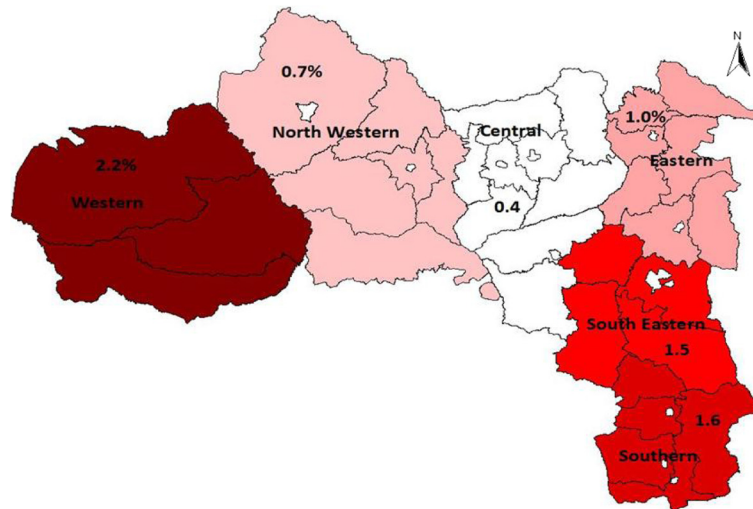 N
0.7%
1.0%
North Western
Central
Eastern
2.2%
Western
0.4
South Eastern
1.5
1.6
Southern